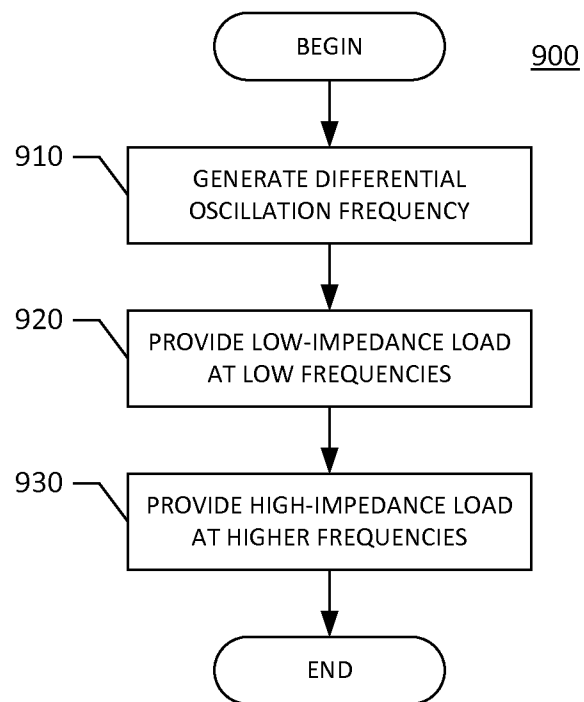 BEGIN
900
910
GENERATE DIFFERENTIAL
OSCILLATION FREQUENCY
920
PROVIDE LOW-IMPEDANCE LOAD
AT LOW FREQUENCIES
930
PROVIDE HIGH-IMPEDANCE LOAD
AT HIGHER FREQUENCIES
END